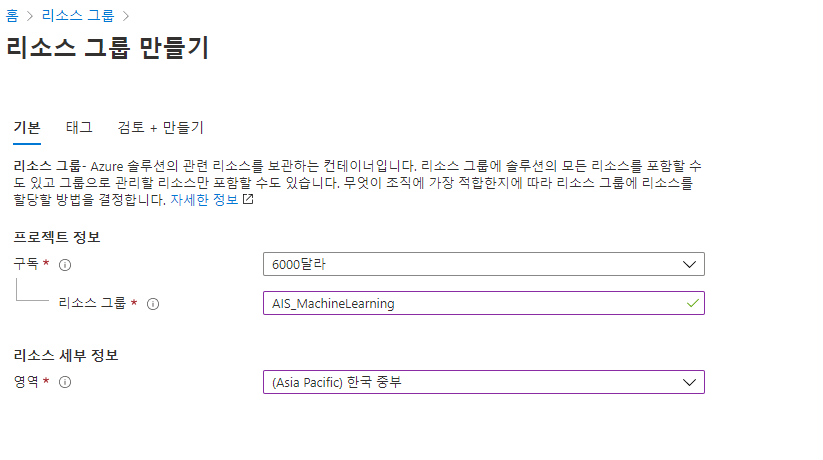 홈 > 리소스 그룹 >
리소스 그룹 만들기
기본 태그 검토 + 만들기
리소스 그룹- Azure 솔루션의 관련 리소스를 보관하는 컨테이너입니다. 리소스 그룹에 솔루션의 모든 리소스를 포함할 수
도 있고 그룹으로 관리할 리소스만 포함할 수도 있습니다. 무엇이 조직에 가장 적합한지에 따라 리소스 그룹에 리소스를
할당할 방법을 결정합니다. 자세한 정보
프로젝트 정보
구독 * 6000달라
리소스 그룹 * AIS_MachineLearning
리소스 세부 정보
영역 * (Asia Pacific) 한국 중부